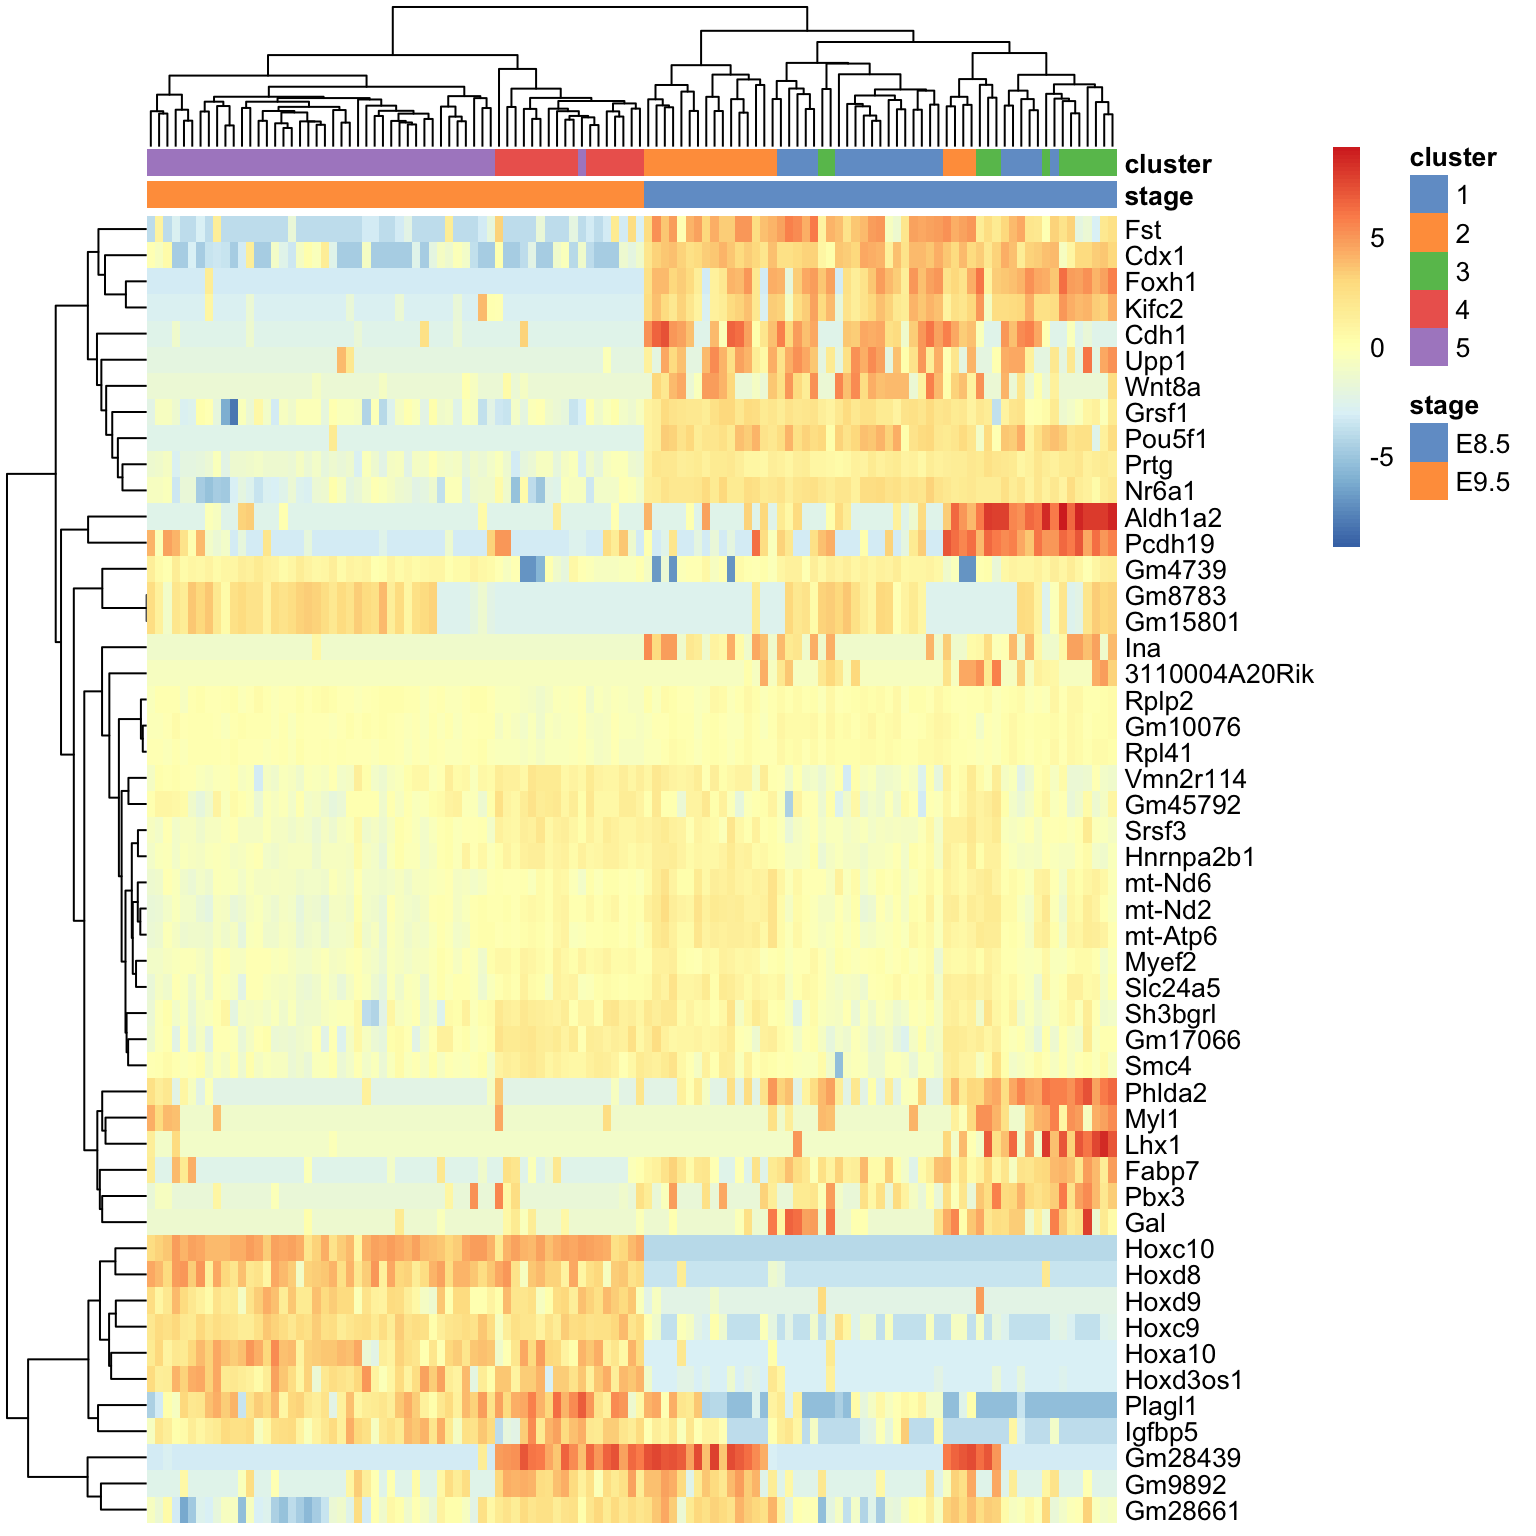 cluster
stage
Fst
Cdx1
Foxh1
Kifc2
Cdh1
Upp1
Wnt8a
Grsf1
Pou5f1
Prtg
Nr6a1
Aldh1a2
Pcdh19
Gm4739
Gm8783
Gm15801
Ina
3110004A20Rik
Rplp2
Gm10076
Rpl41
Vmn2r114
Gm45792
Srsf3
Hnrnpa2b1
mt-Nd6
mt-Nd2
mt-Atp6
Myef2
Slc24a5
Sh3bgrl
Gm17066
Smc4
Phlda2
Myl1
Lhx1
Fabp7
Pbx3
Gal
Hoxc10
Hoxd8
Hoxd9
Hoxc9
Hoxa10
Hoxd3os1
Plagl1
Igfbp5
Gm28439
Gm9892
Gm28661
5
0
-5
cluster
1
2
3
4
5
stage
E8.5
E9.5